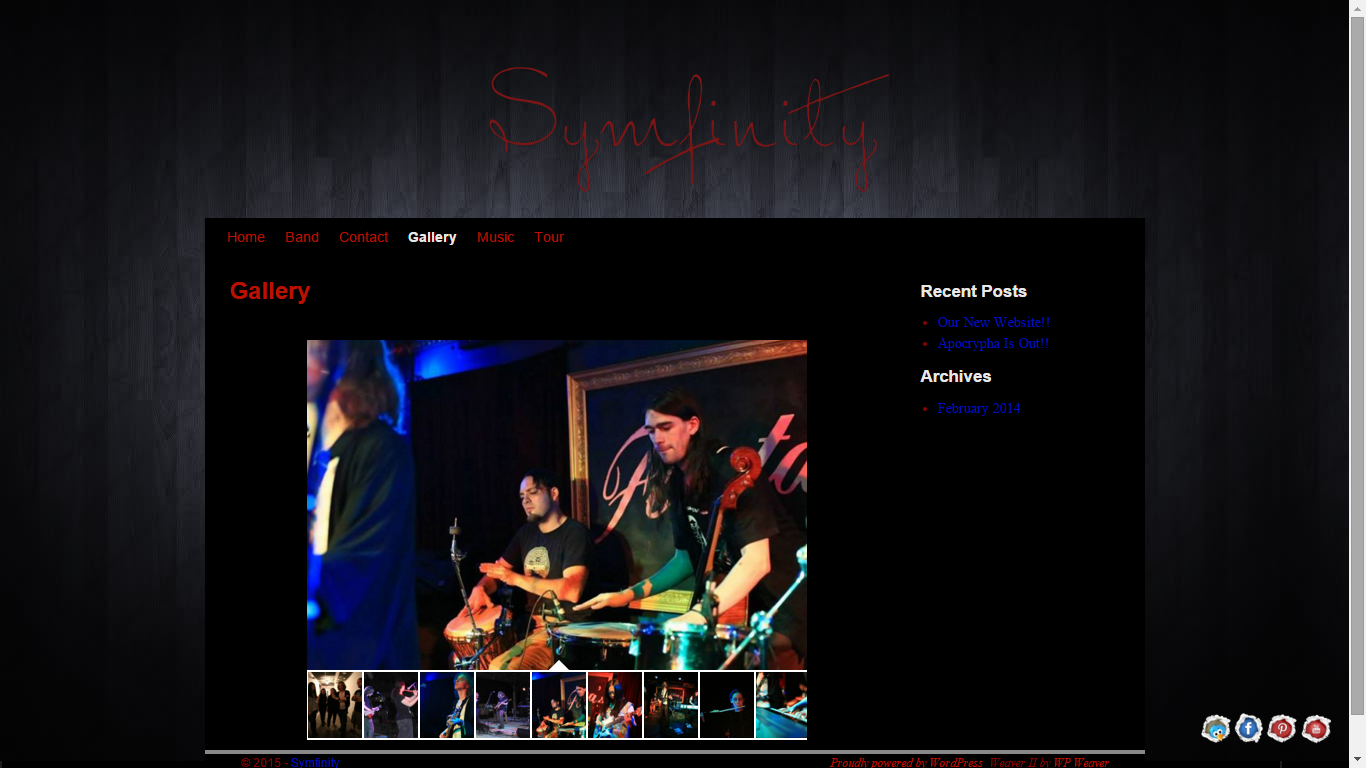 Symfinity
Home Band Contact Gallery Music Tour
Gallery
Recent Posts
Our New Website!!
Apocrypha Is Out!!
Archives
February 2014
© 2015 - Symfinity
Proudly powered by WordPress Weaver II by WP Weaver